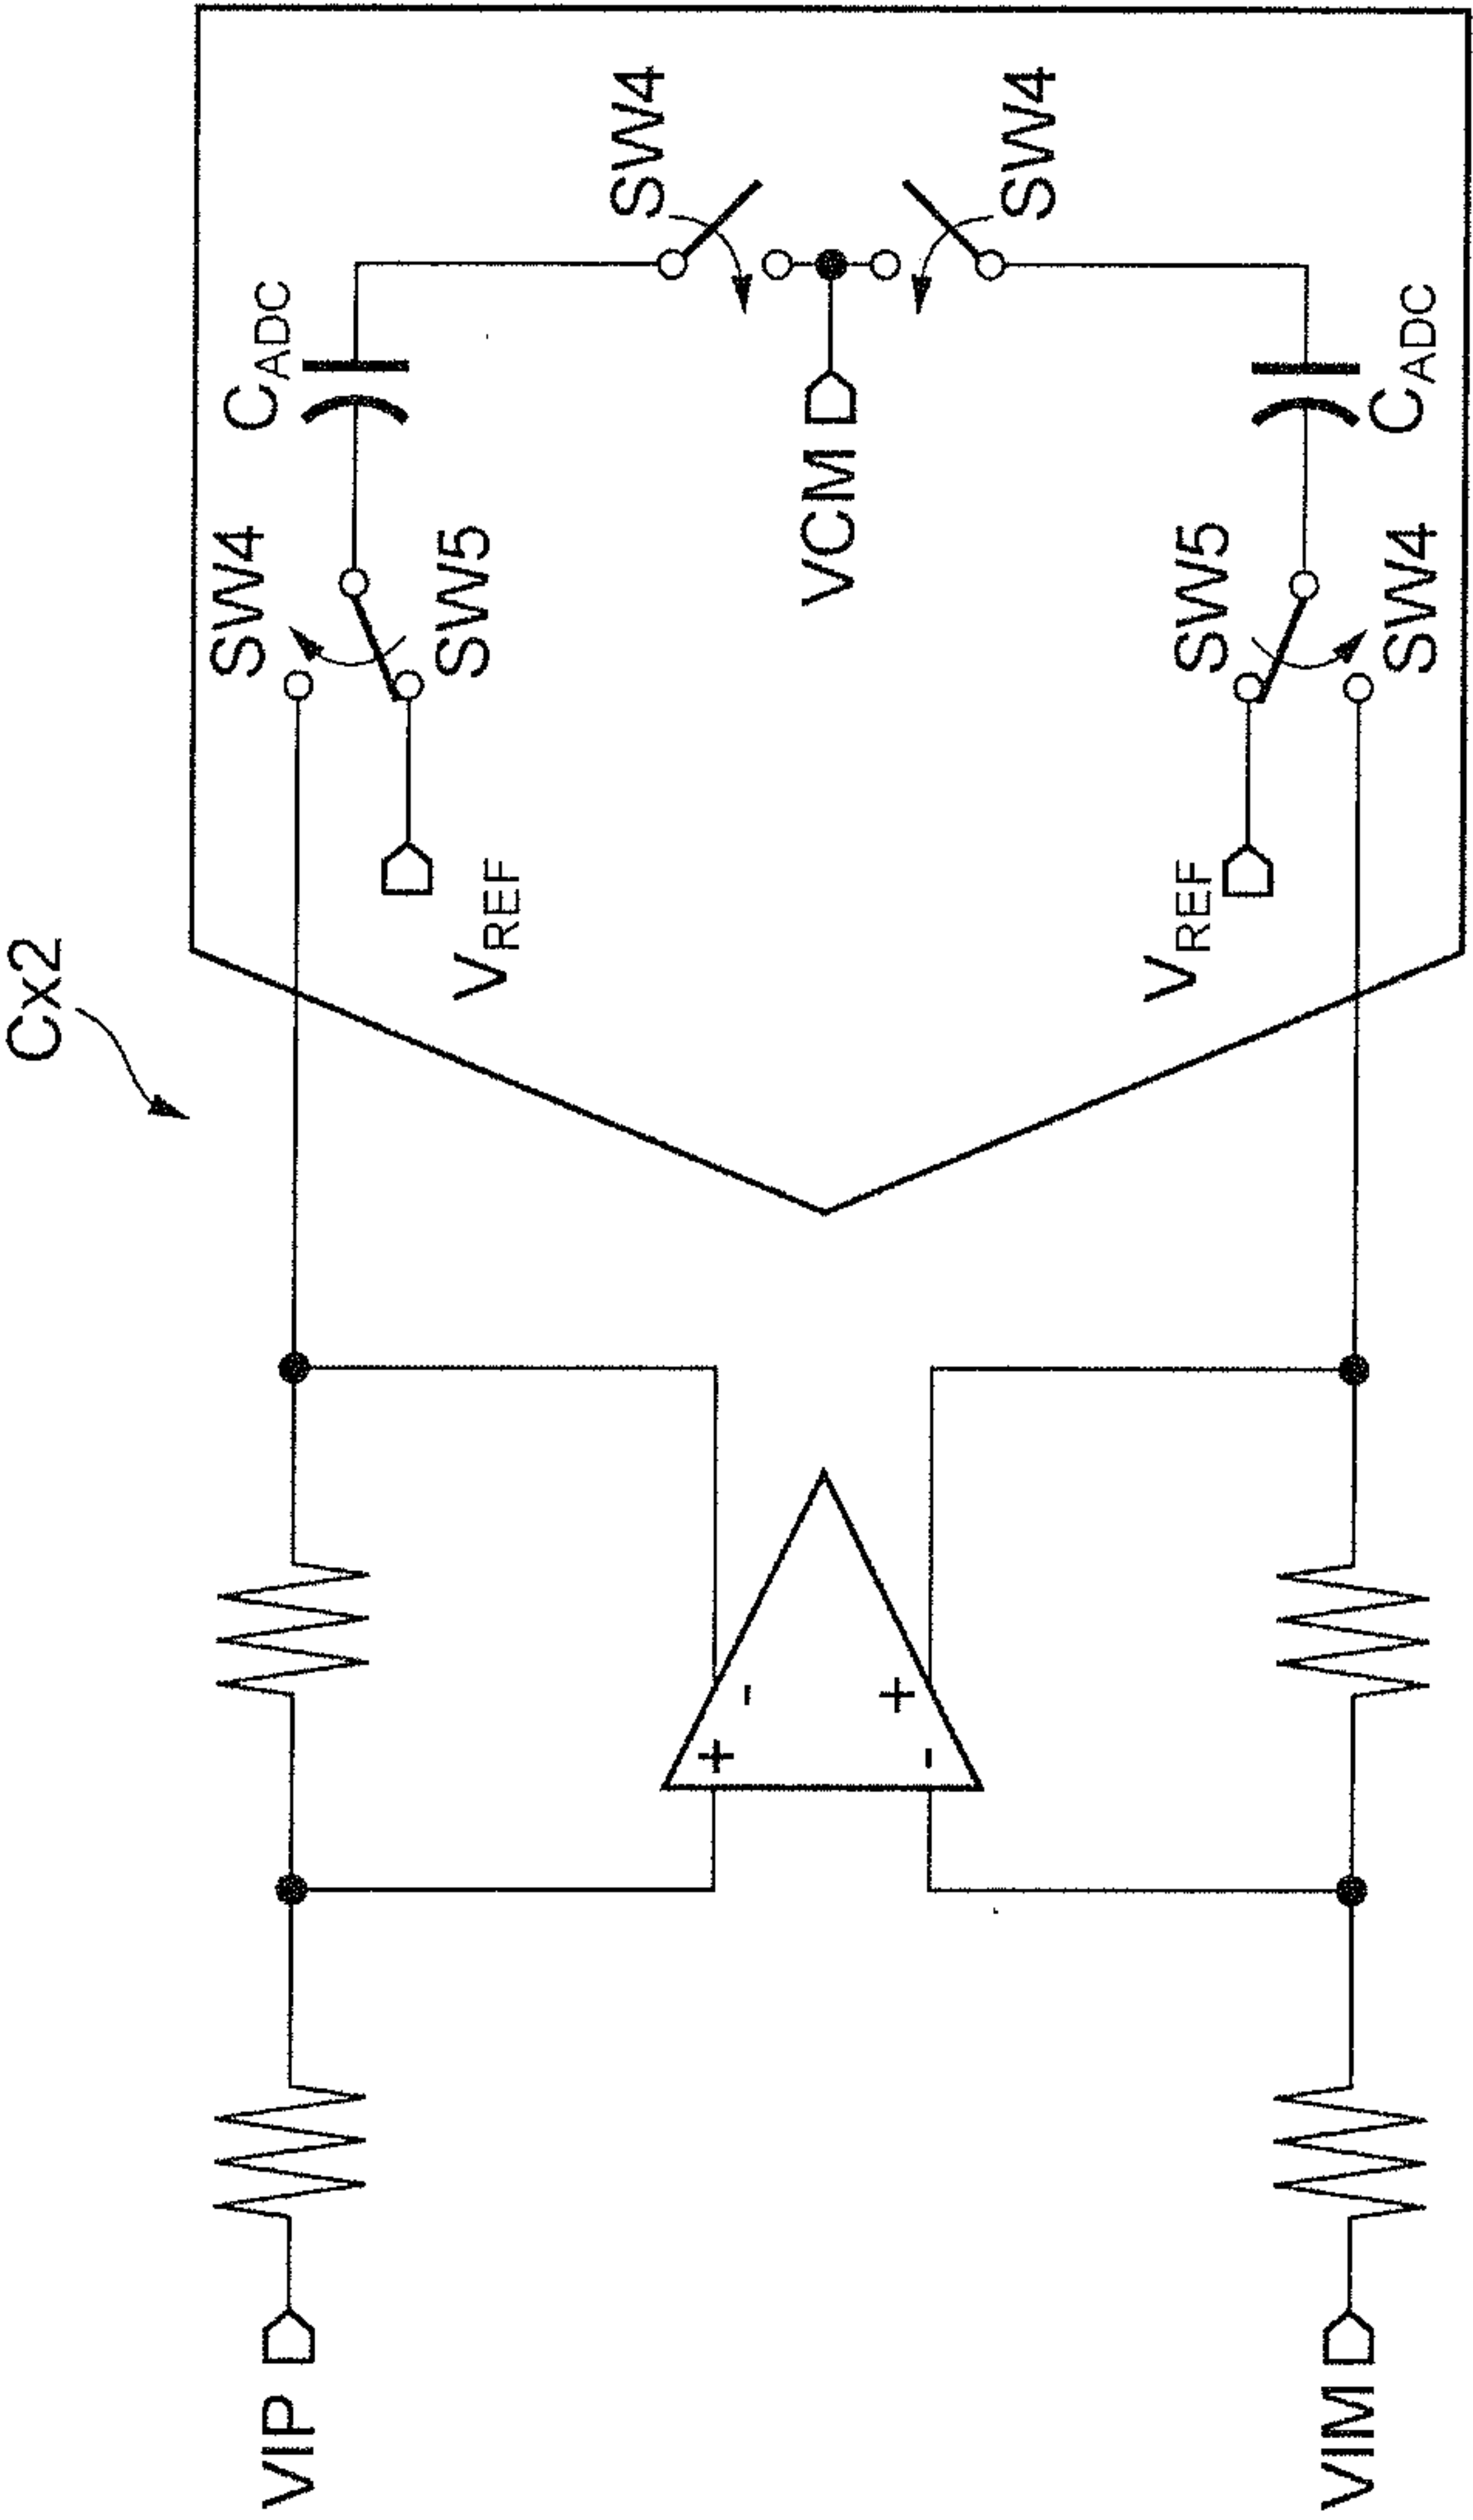 Cx2
SW4
CADC
SW5
VREF
SW4
VCM
SW4
VREF
SW5
SW4
CADC
VIP
+
-
-
+
VIM